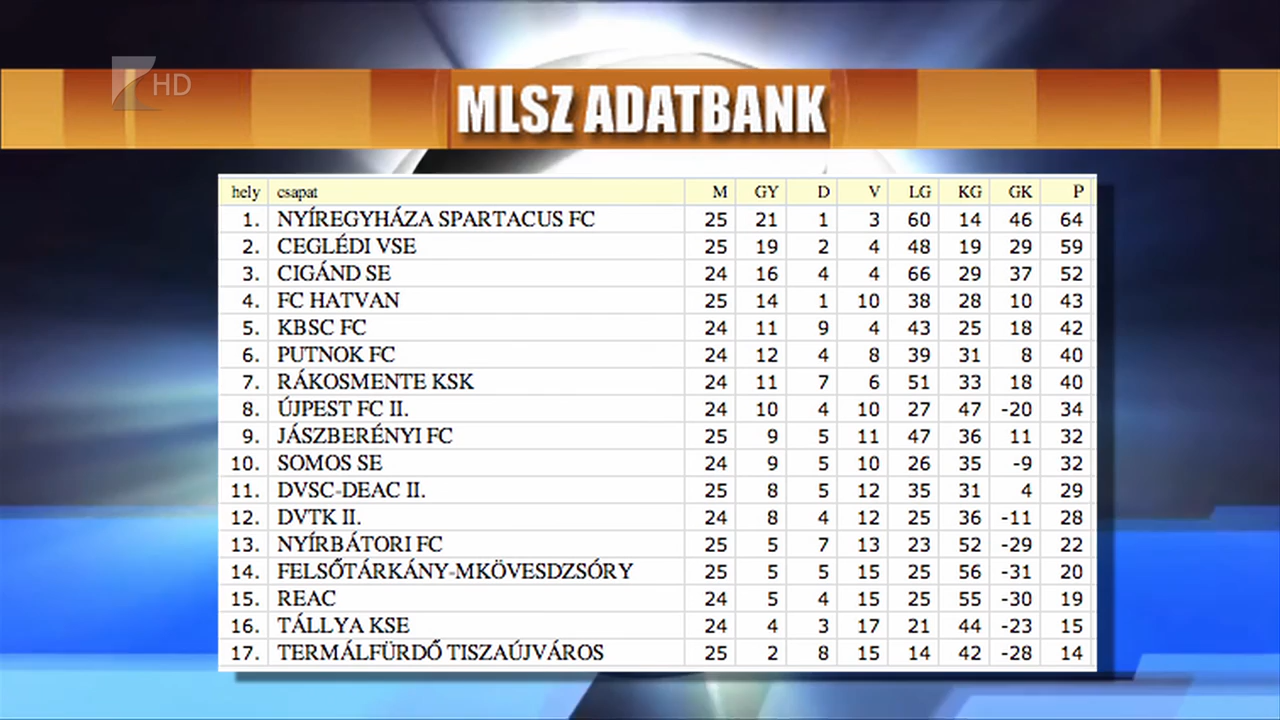 HD
MLSZ ADATBANK
hely csapat M GY D V LG KG GK P
1. NYÍREGYHÁZA SPARTACUS FC 25 21 1 3 60 14 46 64
2. CEGLÉDI VSE 25 19 2 4 48 19 29 59
3. CIGÁND SE 24 16 4 4 66 29 37 52
4. FC HATVAN 25 14 1 10 38 28 10 43
5. KBSC FC 24 11 9 4 43 25 18 42
6. PUTNOK FC 24 12 4 8 39 31 8 40
7. RÁKOSMENTE KSK 24 11 7 6 51 33 18 40
8. ÚJPEST FC II. 24 10 4 10 27 47 -20 34
9. JÁSZBERÉNYI FC 25 9 5 11 47 36 11 32
10. SOMOS SE 24 9 5 10 26 35 -9 32
11. DVSC-DEAC II. 25 8 5 12 35 31 4 29
12. DVTK II. 24 8 4 12 25 36 -11 28
13. NYÍRBÁTORI FC 25 5 7 13 23 52 -29 22
14. FELSŐTÁRKÁNY-MKÖVESDZSÓRY 25 5 5 15 25 56 -31 20
15. REAC 24 5 4 15 25 55 -30 19
16. TÁLLYA KSE 24 4 3 17 21 44 -23 15
17. TERMÁLFÜRDŐ TISZAÚJVÁROS 25 2 8 15 14 42 -28 14